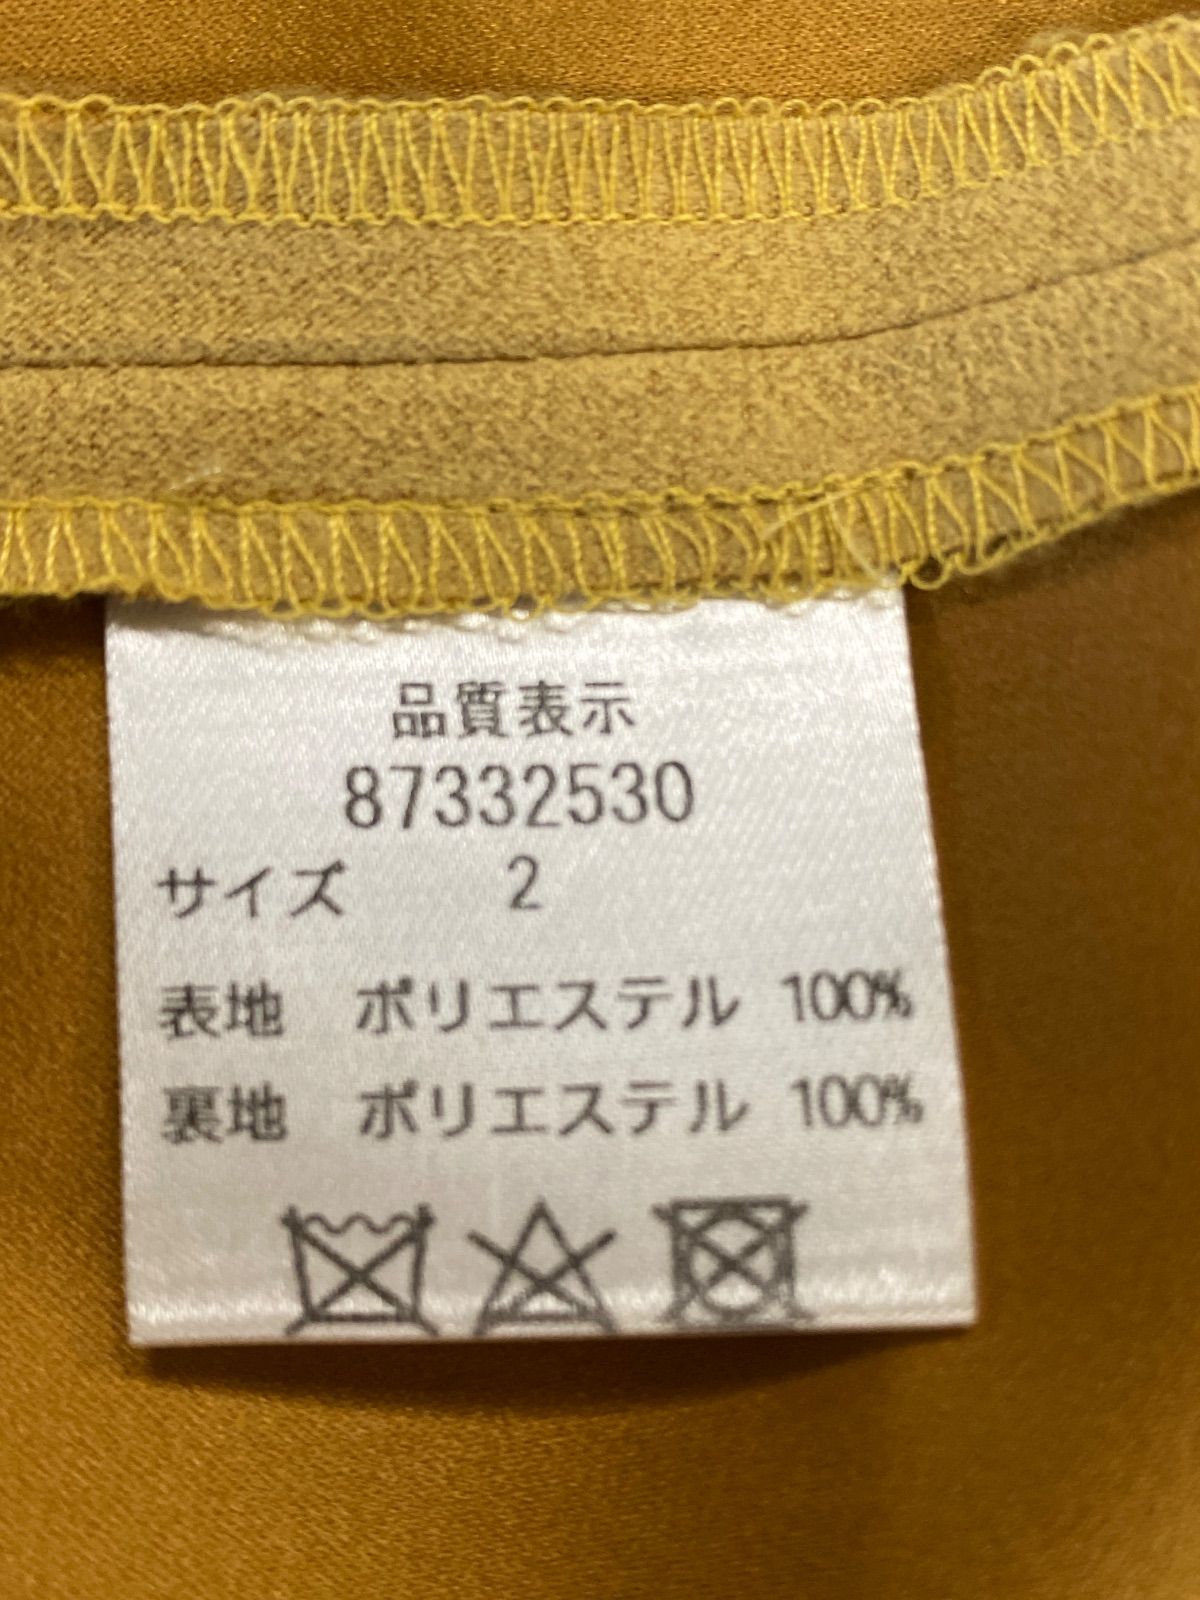 品質表示
87332530
サイズ 2
表地 ポリエステル 100%
裏地 ポリエステル 100%